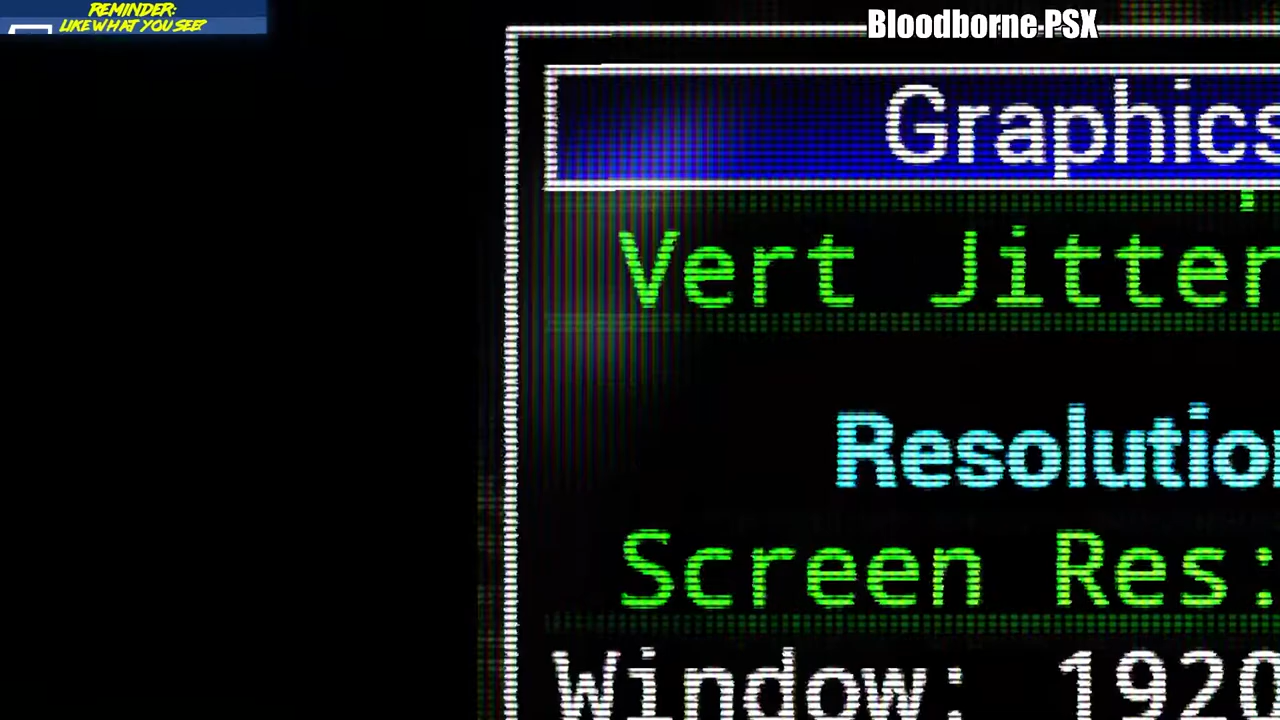 REMINDER:
LIKE WHAT YOU SEE?
Bloodborne PSX
Graphics
Vert Jitter
Resolution
Screen Res:
Window: 1920